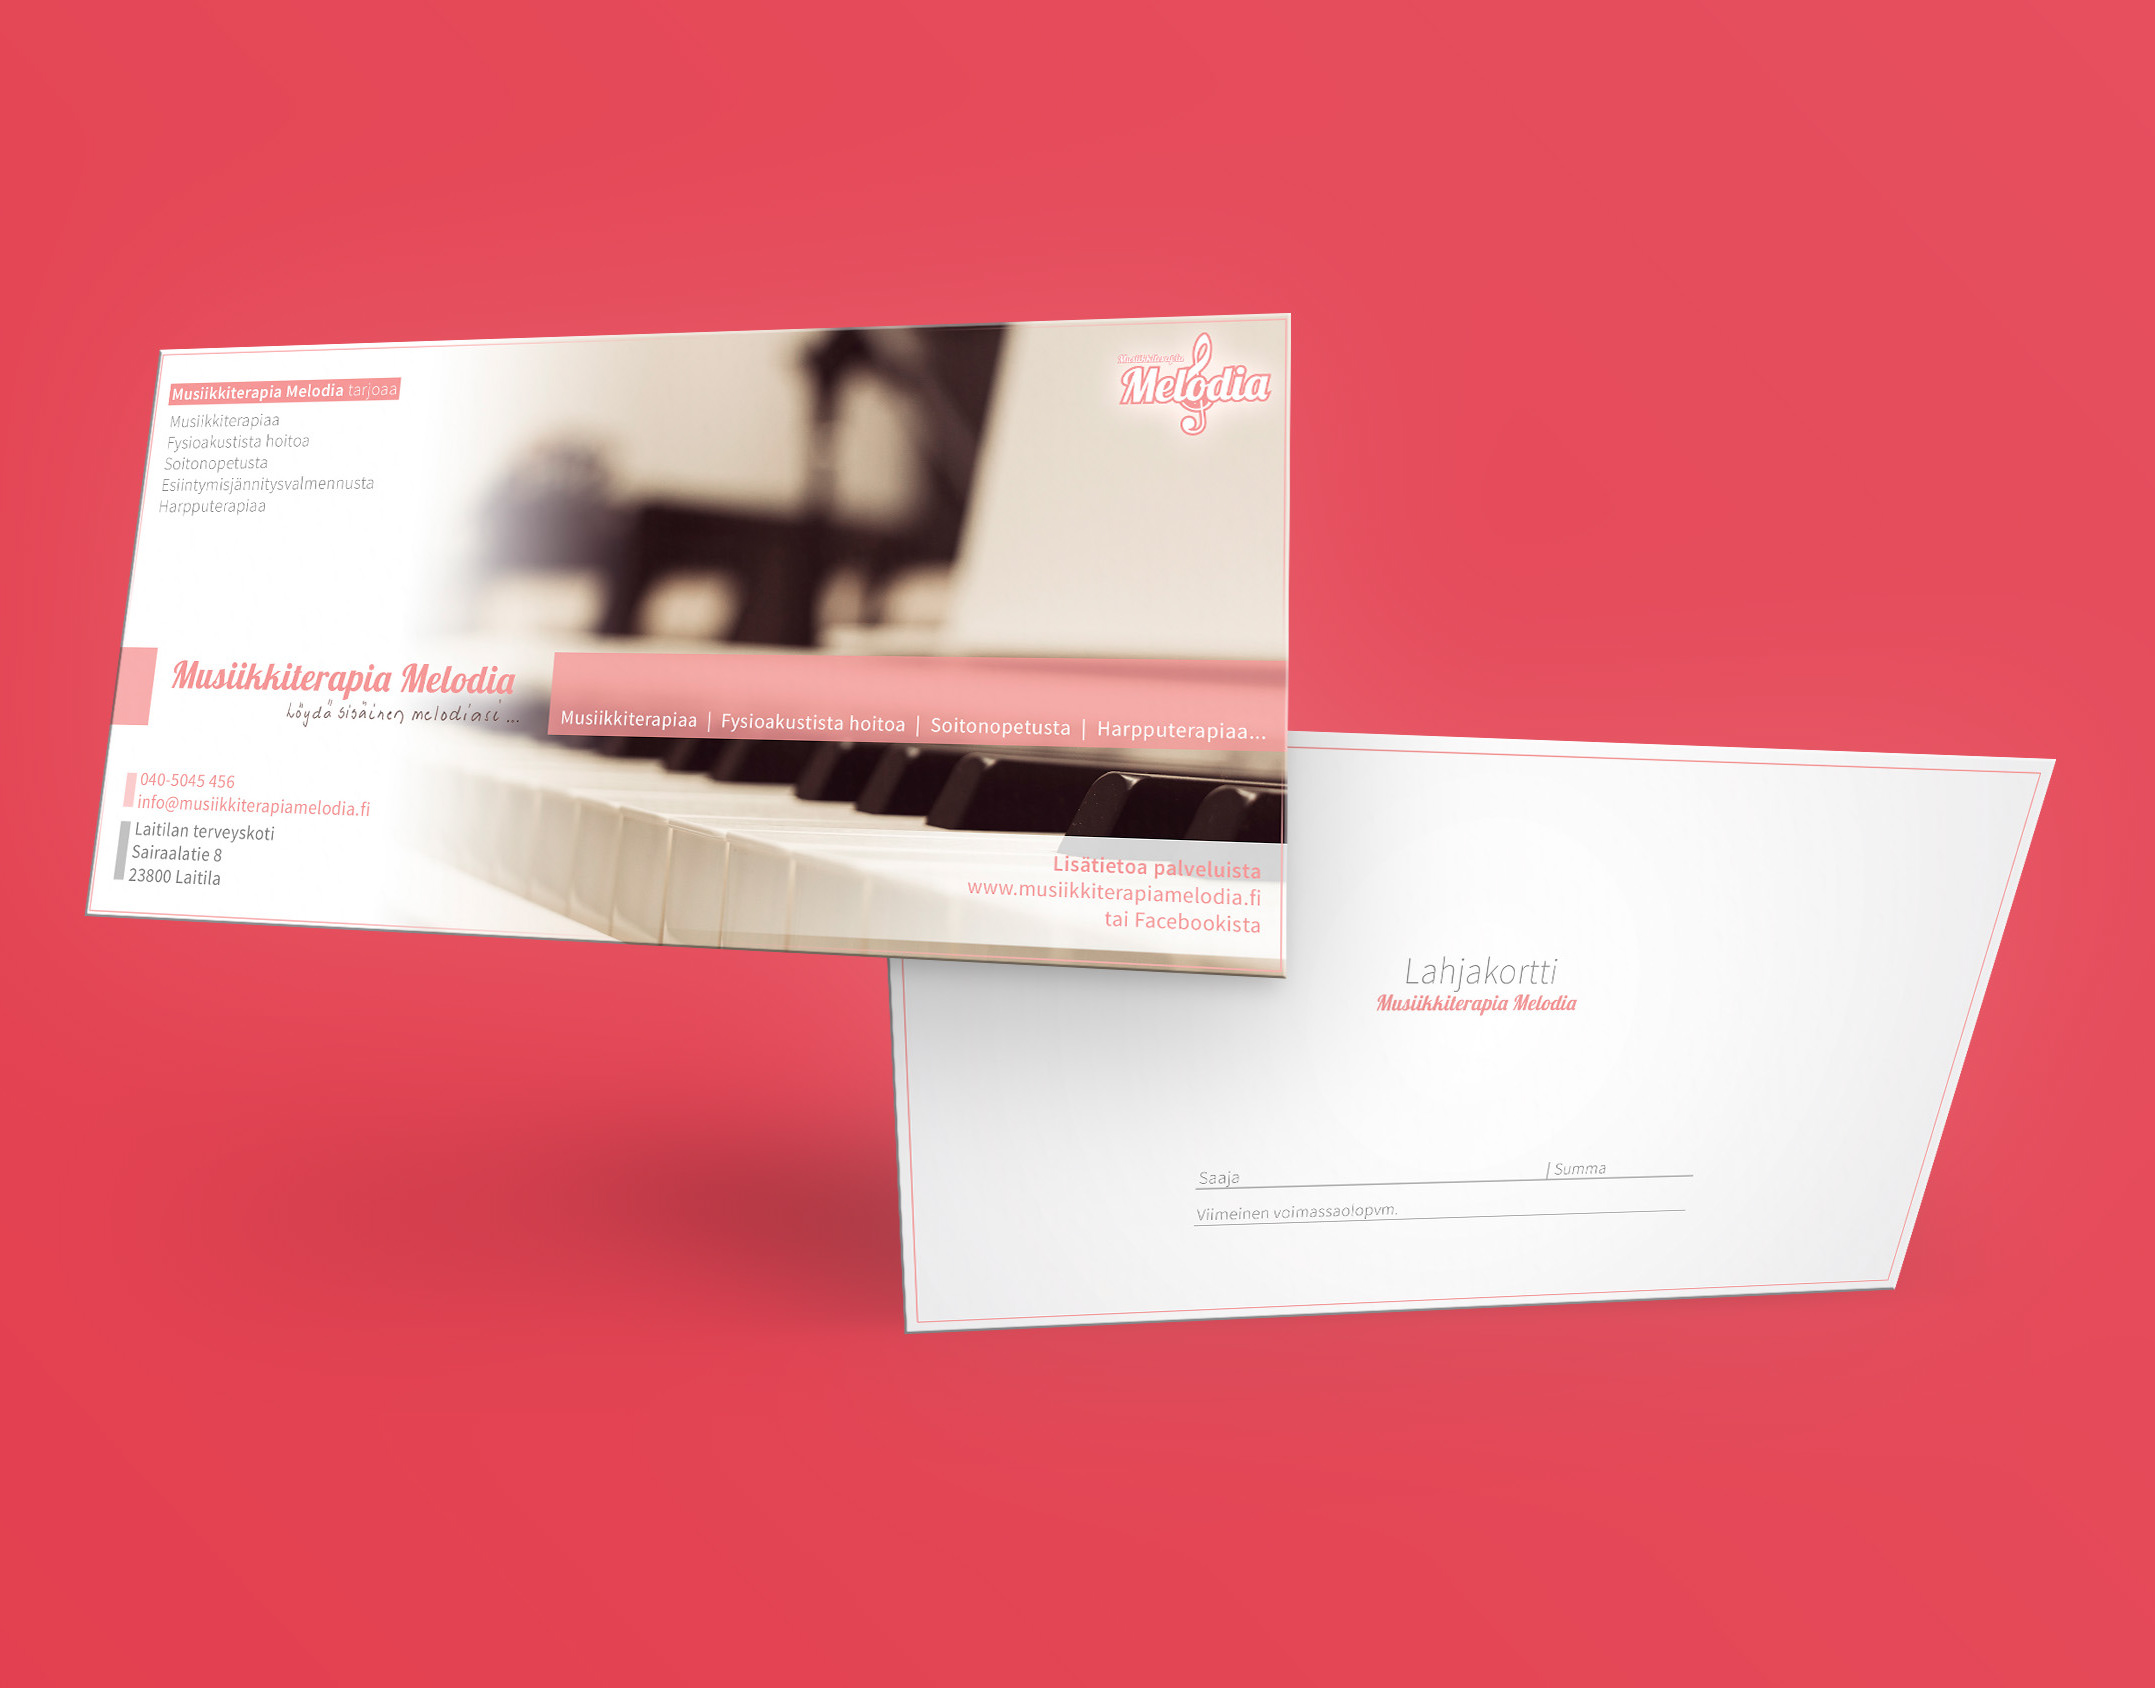 Musiikkiterapia Melodia tarjoaa
Musiikkiterapiaa
Fysioakustista hoitoa
Soitonopetusta
Esiintymisjännitysvalmennusta
Harpputerapiaa
Musiikkiterapia
Melodia
Musiikkiterapia Melodia
Löydä sisäinen melodiasi ...
Musiikkiterapiaa | Fysioakustista hoitoa | Soitonopetusta | Harpputerapiaa...
040-5045 456
info@musiikkiterapiamelodia.fi
Laitilan terveyskoti
Sairaalatie 8
23800 Laitila
Lisätietoa palveluista
www.musiikkiterapiamelodia.fi
tai Facebookista
Lahjakortti
Musiikkiterapia Melodia
Saaja | Summa
Viimeinen voimassaolopvm.